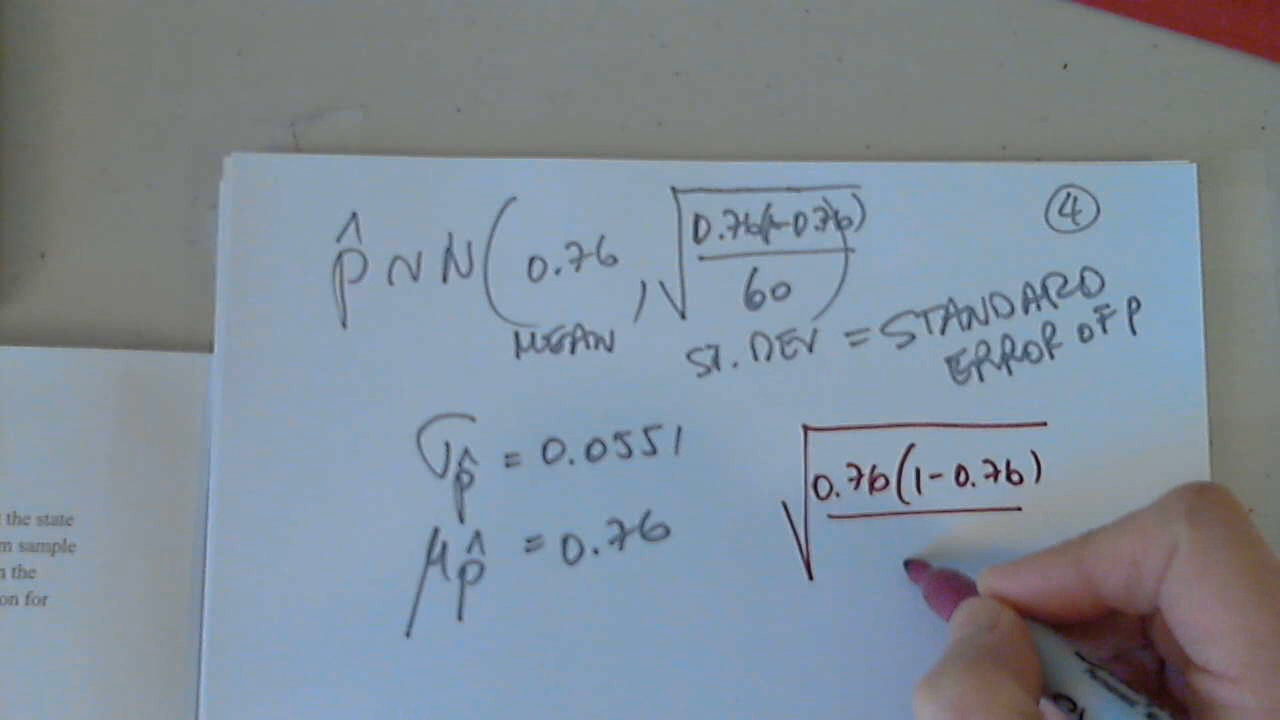 ④
p̂ ~ N(0.76, √(0.76(1-0.76)/60))
MEAN ST. DEV = STANDARD
ERROR OF P
σp̂ = 0.0551
√0.76(1-0.76)
μp̂ = 0.76
the state
m sample
the
on for